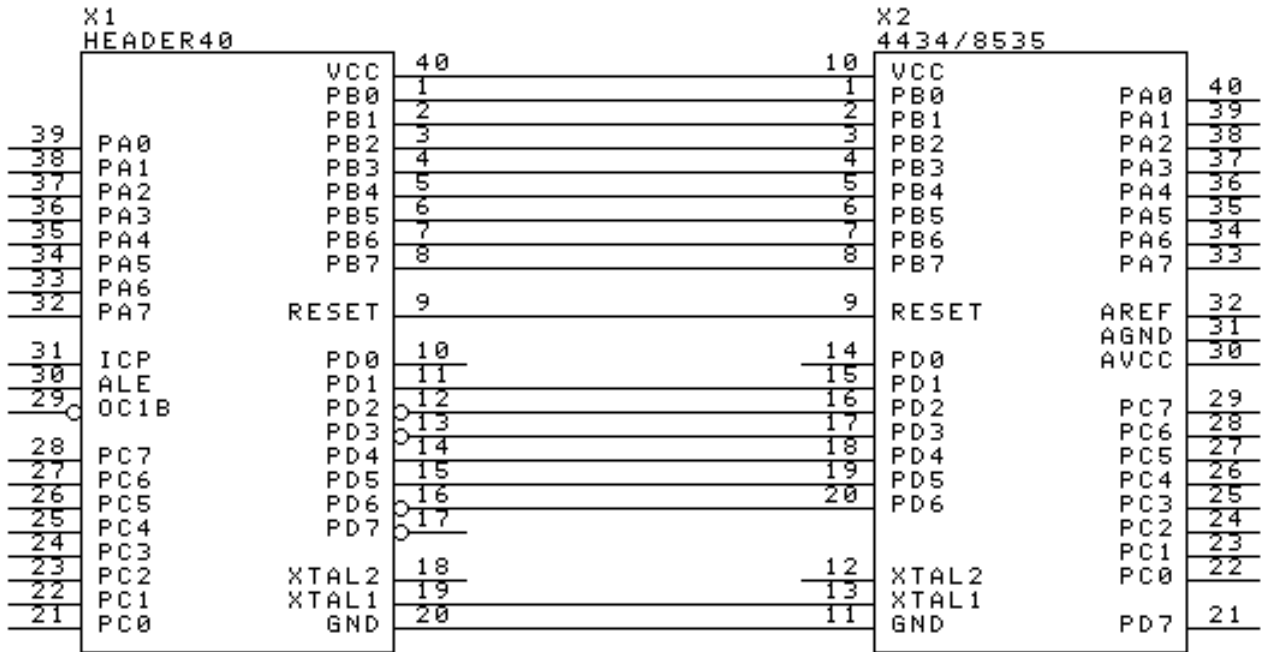 X1
HEADER40
VCC 40
PB0 1
PB1 2
39 PA0 PB2 3
38 PA1 PB3 4
37 PA2 PB4 5
36 PA3 PB5 6
35 PA4 PB6 7
34 PA5 PB7 8
33 PA6
32 PA7 RESET 9
31 ICP PD0 10
30 ALE PD1 11
29 OC1B PD2 12
PD3 13
28 PC7 PD4 14
27 PC6 PD5 15
26 PC5 PD6 16
25 PC4 PD7 17
24 PC3
23 PC2 XTAL2 18
22 PC1 XTAL1 19
21 PC0 GND 20
X2
4434/8535
10 VCC
1 PB0 PA0 40
2 PB1 PA1 39
3 PB2 PA2 38
4 PB3 PA3 37
5 PB4 PA4 36
6 PB5 PA5 35
7 PB6 PA6 34
8 PB7 PA7 33
9 RESET AREF 32
AGND 31
14 PD0 AVCC 30
15 PD1
16 PD2 PC7 29
17 PD3 PC6 28
18 PD4 PC5 27
19 PD5 PC4 26
20 PD6 PC3 25
PC2 24
PC1 23
12 XTAL2 PC0 22
13 XTAL1
11 GND PD7 21